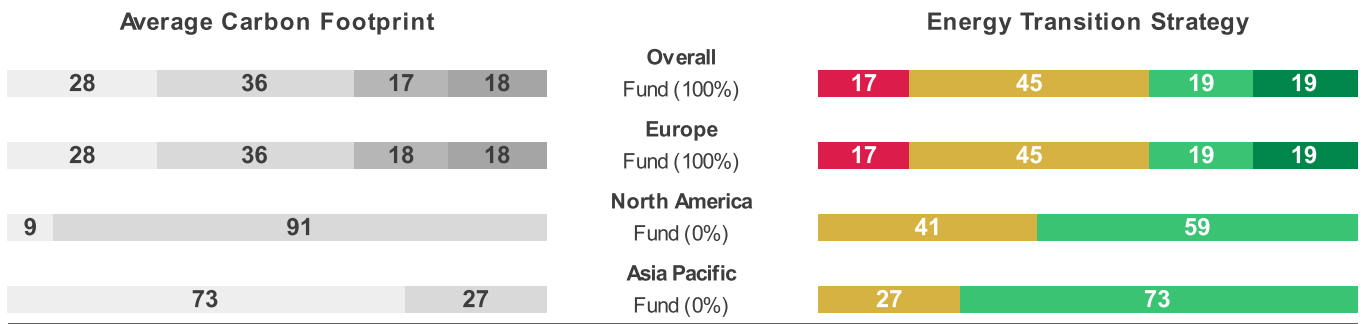 Average Carbon Footprint
Energy Transition Strategy
Overall
28 36 17 18
Fund (100%)
17 45 19 19
Europe
28 36 18 18
Fund (100%)
17 45 19 19
North America
9 91
Fund (0%)
41 59
Asia Pacific
73 27
Fund (0%)
27 73